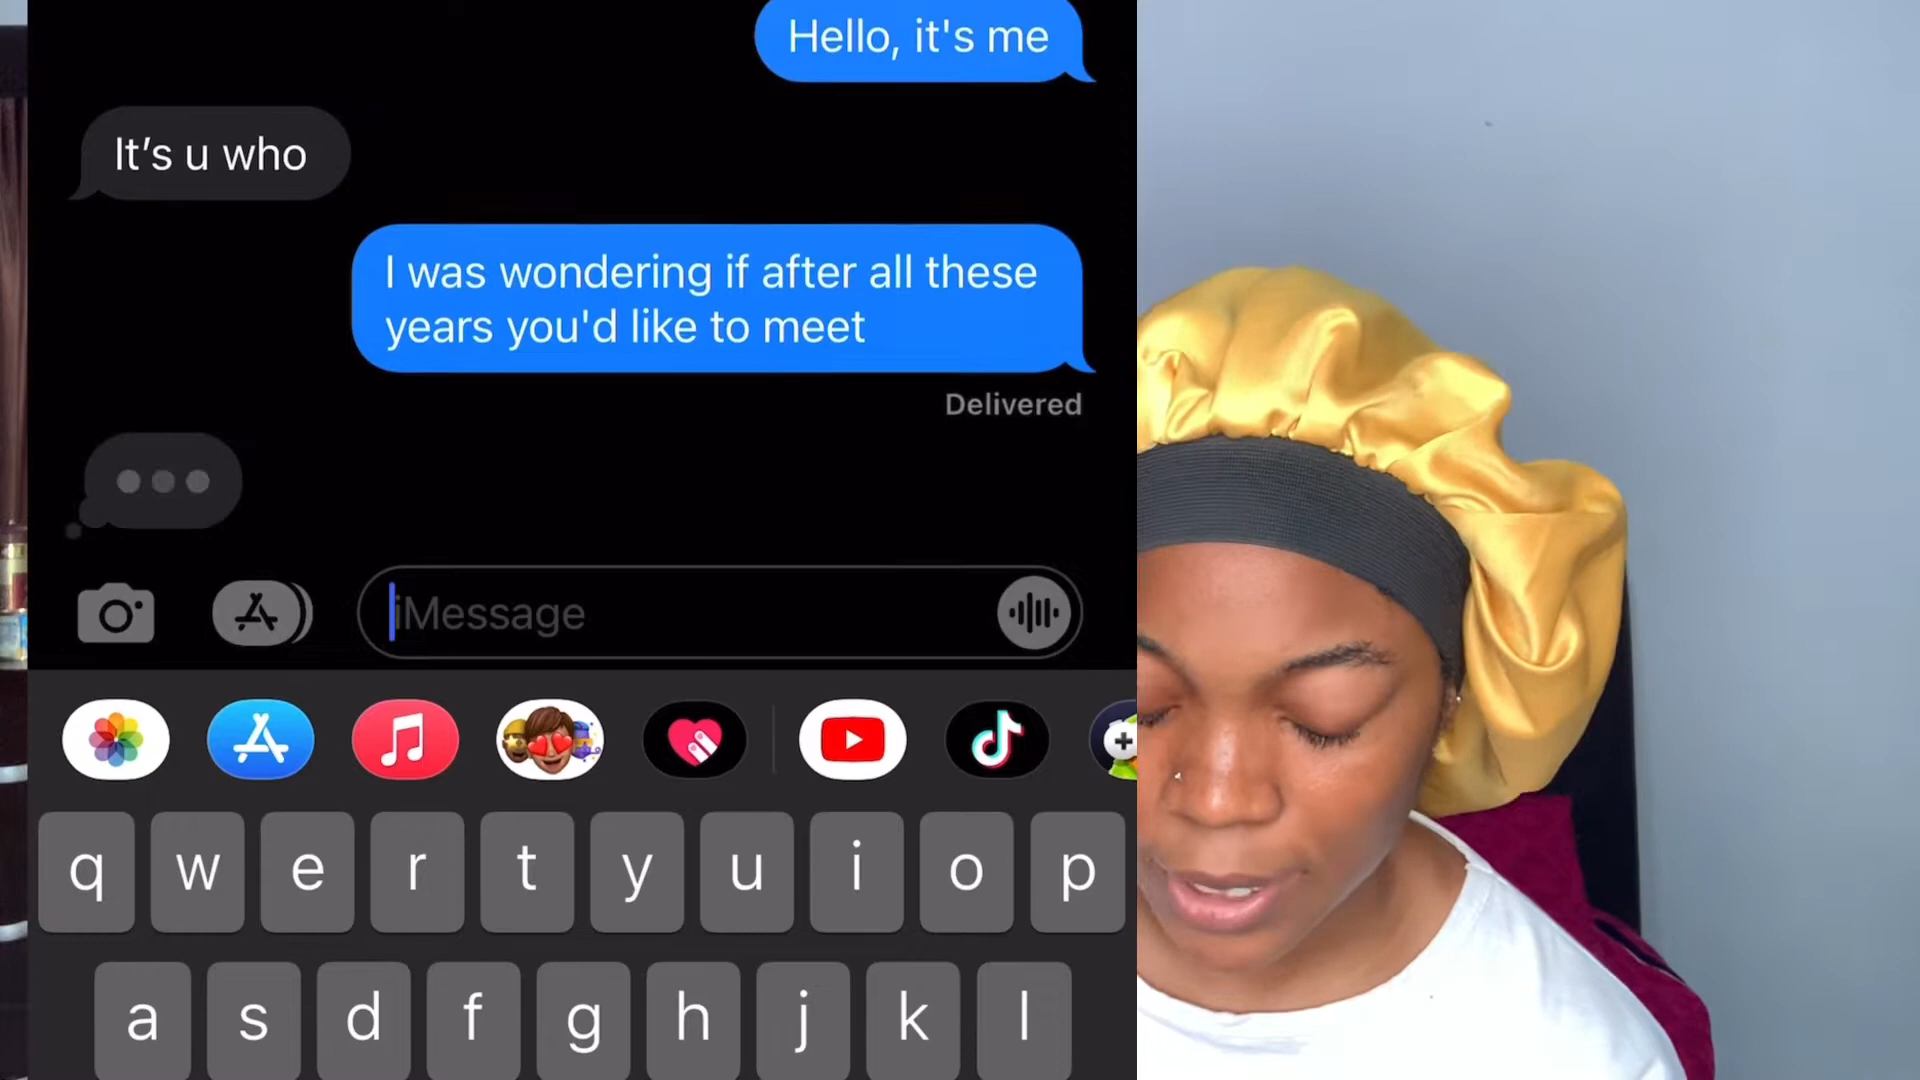 Hello, it's me
It’s u who
I was wondering if after all these
years you'd like to meet
Delivered
iMessage
q w e r t y u i o p
a s d f g h j k l